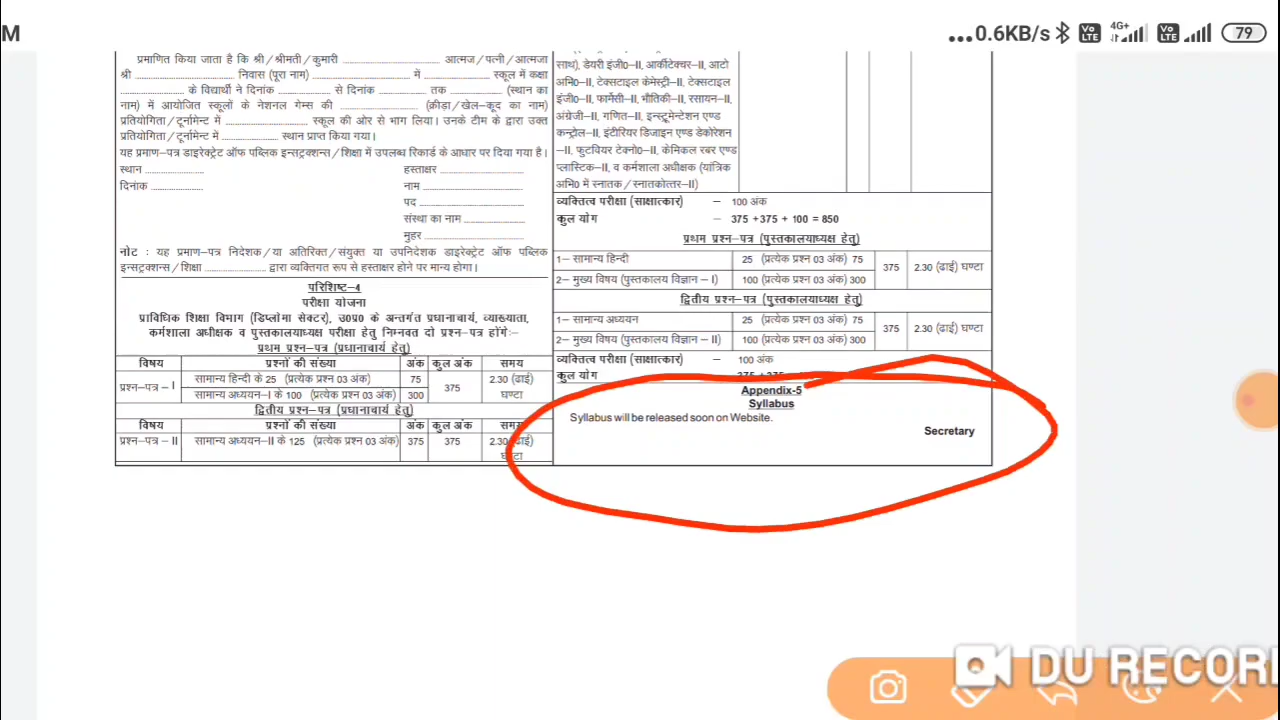 M
...0.6KB/s Vo LTE 4G+ Vo LTE 79
प्रमाणित किया जाता है कि श्री/श्रीमती/कुमारी ........................ आत्मज/पत्नी/आत्मजा
श्री ........................ निवास (पूरा नाम) ........................ में ........................ स्कूल में कक्षा
........................ के विद्यार्थी ने दिनांक ........................ से दिनांक ........................ तक ........................ (स्थान का
नाम) में आयोजित स्कूलों के नेशनल गेम्स की ........................ (क्रीड़ा/खेल-कूद का नाम)
प्रतियोगिता/टूर्नामेन्ट में ........................ स्कूल की ओर से भाग लिया। उनके टीम के द्वारा उक्त
प्रतियोगिता/टूर्नामेन्ट में ........................ स्थान प्राप्त किया गया।
यह प्रमाण-पत्र डाइरेक्ट्रेट ऑफ पब्लिक इन्सट्रक्शन्स/शिक्षा में उपलब्ध रिकार्ड के आधार पर दिया गया है।
स्थान ........................ हस्ताक्षर ........................
दिनांक ........................ नाम ........................
पद ........................
संस्था का नाम ........................
मुहर ........................
नोट : यह प्रमाण-पत्र निदेशक/या अतिरिक्त/संयुक्त या उपनिदेशक डाइरेक्ट्रेट ऑफ पब्लिक
इन्सट्रक्शन्स/शिक्षा ........................ द्वारा व्यक्तिगत रूप से हस्ताक्षर होने पर मान्य होगा।
परिशिष्ट-4
परीक्षा योजना
प्राविधिक शिक्षा विभाग (डिप्लोमा सेक्टर), उ0प्र0 के अन्तर्गत प्रधानाचार्य, व्याख्याता,
कर्मशाला अधीक्षक व पुस्तकालयाध्यक्ष परीक्षा हेतु निम्नवत दो प्रश्न-पत्र होंगे:-
प्रथम प्रश्न-पत्र (प्रधानाचार्य हेतु)
विषय प्रश्नों की संख्या अंक कुल अंक समय
प्रश्न-पत्र-I सामान्य हिन्दी के 25 (प्रत्येक प्रश्न 03 अंक) 75 375 2.30 (ढाई)
सामान्य अध्ययन-I के 100 (प्रत्येक प्रश्न 03 अंक) 300 घण्टा
द्वितीय प्रश्न-पत्र (प्रधानाचार्य हेतु)
विषय प्रश्नों की संख्या अंक कुल अंक समय
प्रश्न-पत्र-II सामान्य अध्ययन-II के 125 (प्रत्येक प्रश्न 03 अंक) 375 375 2.30 (ढाई)
घण्टा
साथ), डेयरी इंजी0-II, आर्कीटेक्चर-II, आटो
अभि0-II, टेक्सटाइल केमेस्ट्री-II, टेक्सटाइल
इंजी0-II, फार्मेसी-II, भौतिकी-II, रसायन-II,
अंग्रेजी-II, गणित-II, इन्स्ट्रूमेन्टेशन एण्ड
कन्ट्रोल-II, इंटीरियर डिजाइन एण्ड डेकोरेशन
-II, फुटवियर टेक्नो0-II, केमिकल रबर एण्ड
प्लास्टिक-II, व कर्मशाला अधीक्षक (यांत्रिक
अभि0 में स्नातक/स्नातकोत्तर-II)
व्यक्तित्व परीक्षा (साक्षात्कार) – 100 अंक
कुल योग – 375 +375 + 100 = 850
प्रथम प्रश्न-पत्र (पुस्तकालयाध्यक्ष हेतु)
1- सामान्य हिन्दी 25 (प्रत्येक प्रश्न 03 अंक) 75 375 2.30 (ढाई) घण्टा
2- मुख्य विषय (पुस्तकालय विज्ञान-I) 100 (प्रत्येक प्रश्न 03 अंक) 300
द्वितीय प्रश्न-पत्र (पुस्तकालयाध्यक्ष हेतु)
1- सामान्य अध्ययन 25 (प्रत्येक प्रश्न 03 अंक) 75 375 2.30 (ढाई) घण्टा
2- मुख्य विषय (पुस्तकालय विज्ञान-II) 100 (प्रत्येक प्रश्न 03 अंक) 300
व्यक्तित्व परीक्षा (साक्षात्कार) – 100 अंक
कुल योग –
Appendix-5
Syllabus
Syllabus will be released soon on Website.
Secretary
DU RECOR